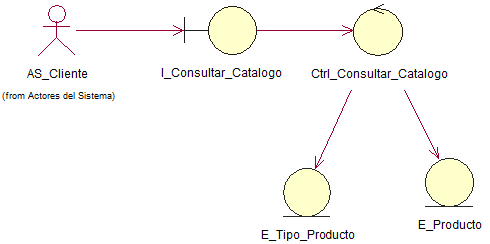 AS_Cliente
(from Actores del Sistema)
I_Consultar_Catalogo
Ctrl_Consultar_Catalogo
E_Tipo_Producto
E_Producto